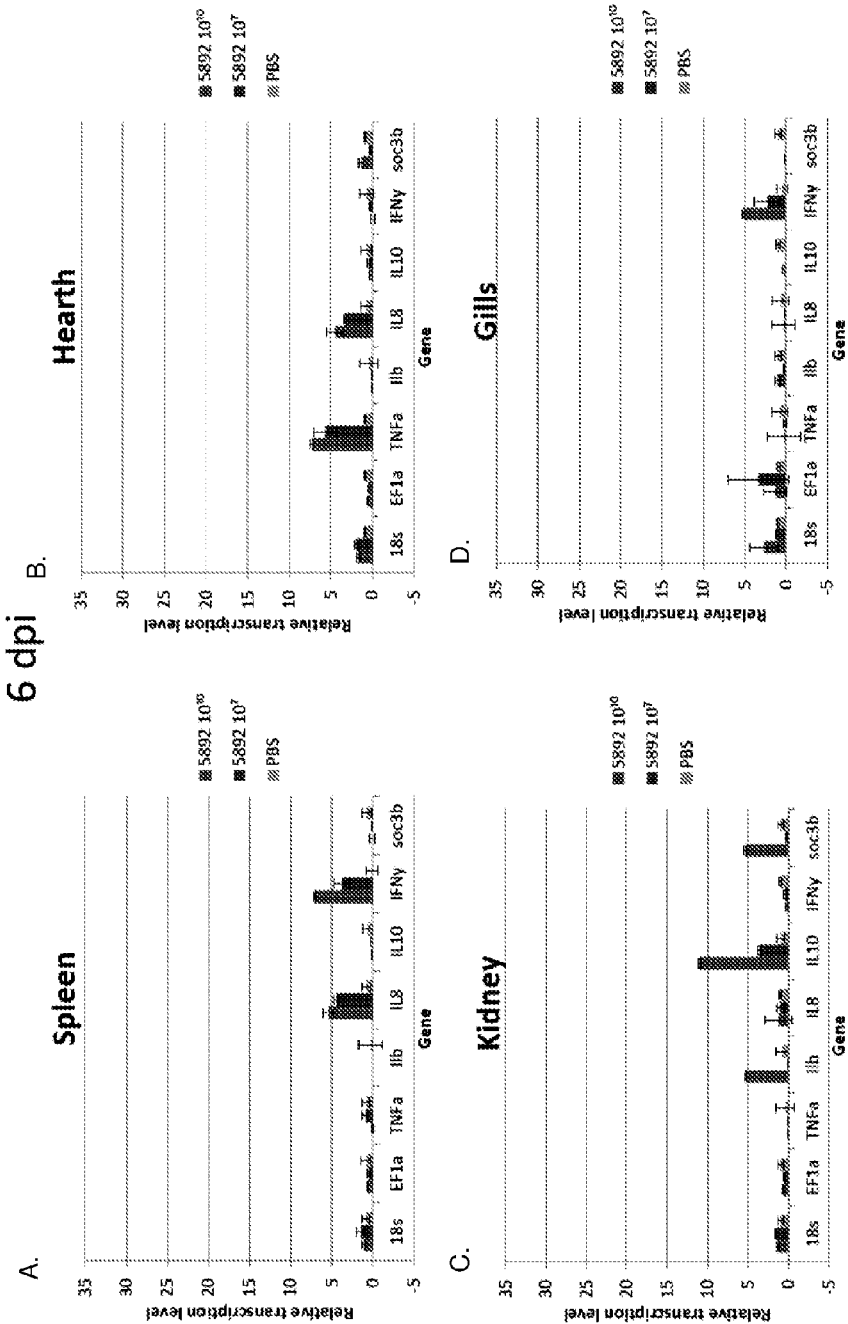 6 dpi
A.
Spleen
Relative transcription level
35
30
25
20
15
10
5
0
-5
18s EF1a TNFa IIb IL8 IL10 IFNy soc3b
Gene
5892 10¹⁰
5892 10⁷
PBS
B.
Hearth
Relative transcription level
35
30
25
20
15
10
5
0
-5
18s EF1a TNFa IIb IL8 IL10 IFNy soc3b
Gene
5892 10¹⁰
5892 10⁷
PBS
C.
Kidney
Relative transcription level
35
30
25
20
15
10
5
0
-5
18s EF1a TNFa IIb IL8 IL10 IFNy soc3b
Gene
5892 10¹⁰
5892 10⁷
PBS
D.
Gills
Relative transcription level
35
30
25
20
15
10
5
0
-5
18s EF1a TNFa IIb IL8 IL10 IFNy soc3b
Gene
5892 10¹⁰
5892 10⁷
PBS